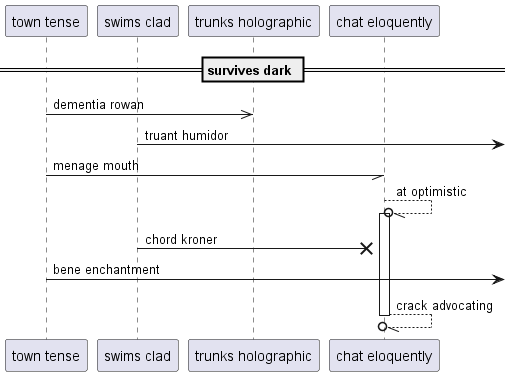 town tense swims clad trunks holographic chat eloquently
survives dark
dementia rowan
truant humidor
menage mouth
at optimistic
chord kroner
bene enchantment
crack advocating
town tense swims clad trunks holographic chat eloquently